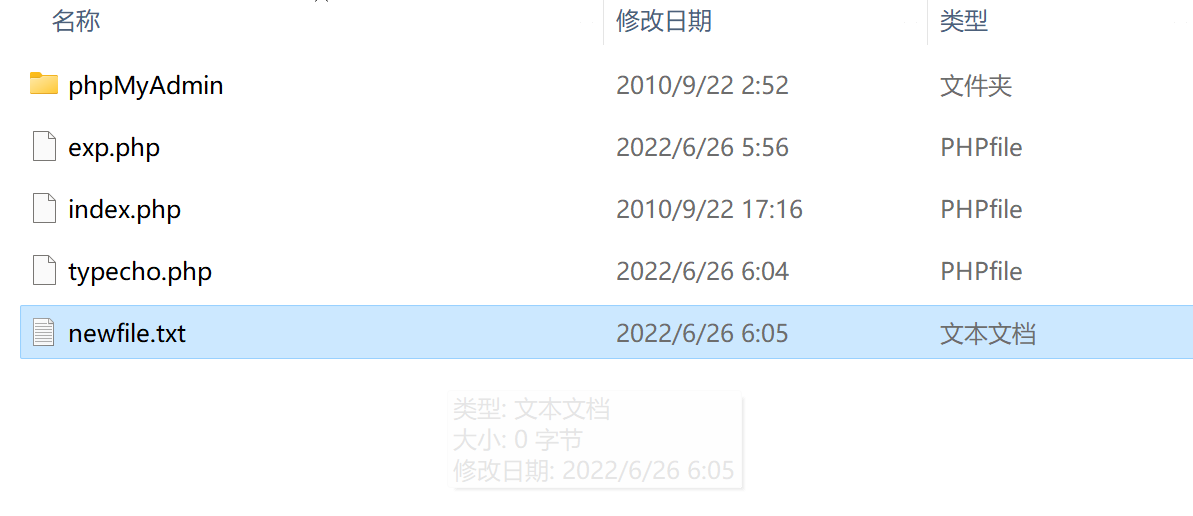 名称 修改日期 类型
phpMyAdmin 2010/9/22 2:52 文件夹
exp.php 2022/6/26 5:56 PHPfile
index.php 2010/9/22 17:16 PHPfile
typecho.php 2022/6/26 6:04 PHPfile
newfile.txt 2022/6/26 6:05 文本文档
类型: 文本文档
大小: 0 字节
修改日期: 2022/6/26 6:05